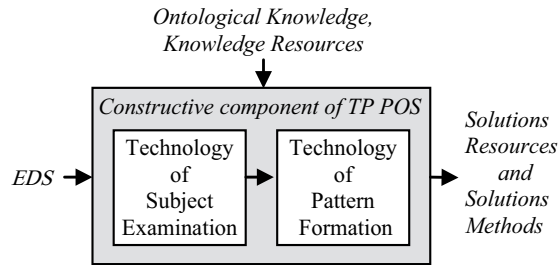 Ontological Knowledge,
Knowledge Resources
Constructive component of TP POS
EDS
Technology
of
Subject
Examination
Technology
of
Pattern
Formation
Solutions
Resources
and
Solutions
Methods